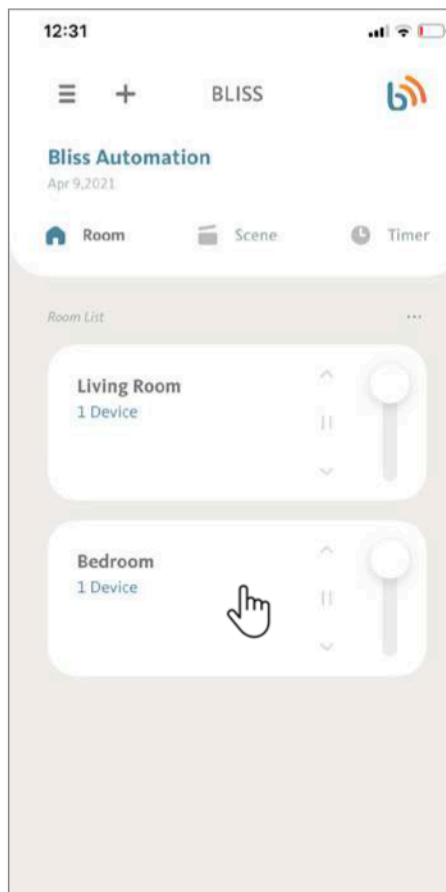 12:31
BLISS
Bliss Automation
Apr 9,2021
Room Scene Timer
Room List
Living Room
1 Device
Bedroom
1 Device